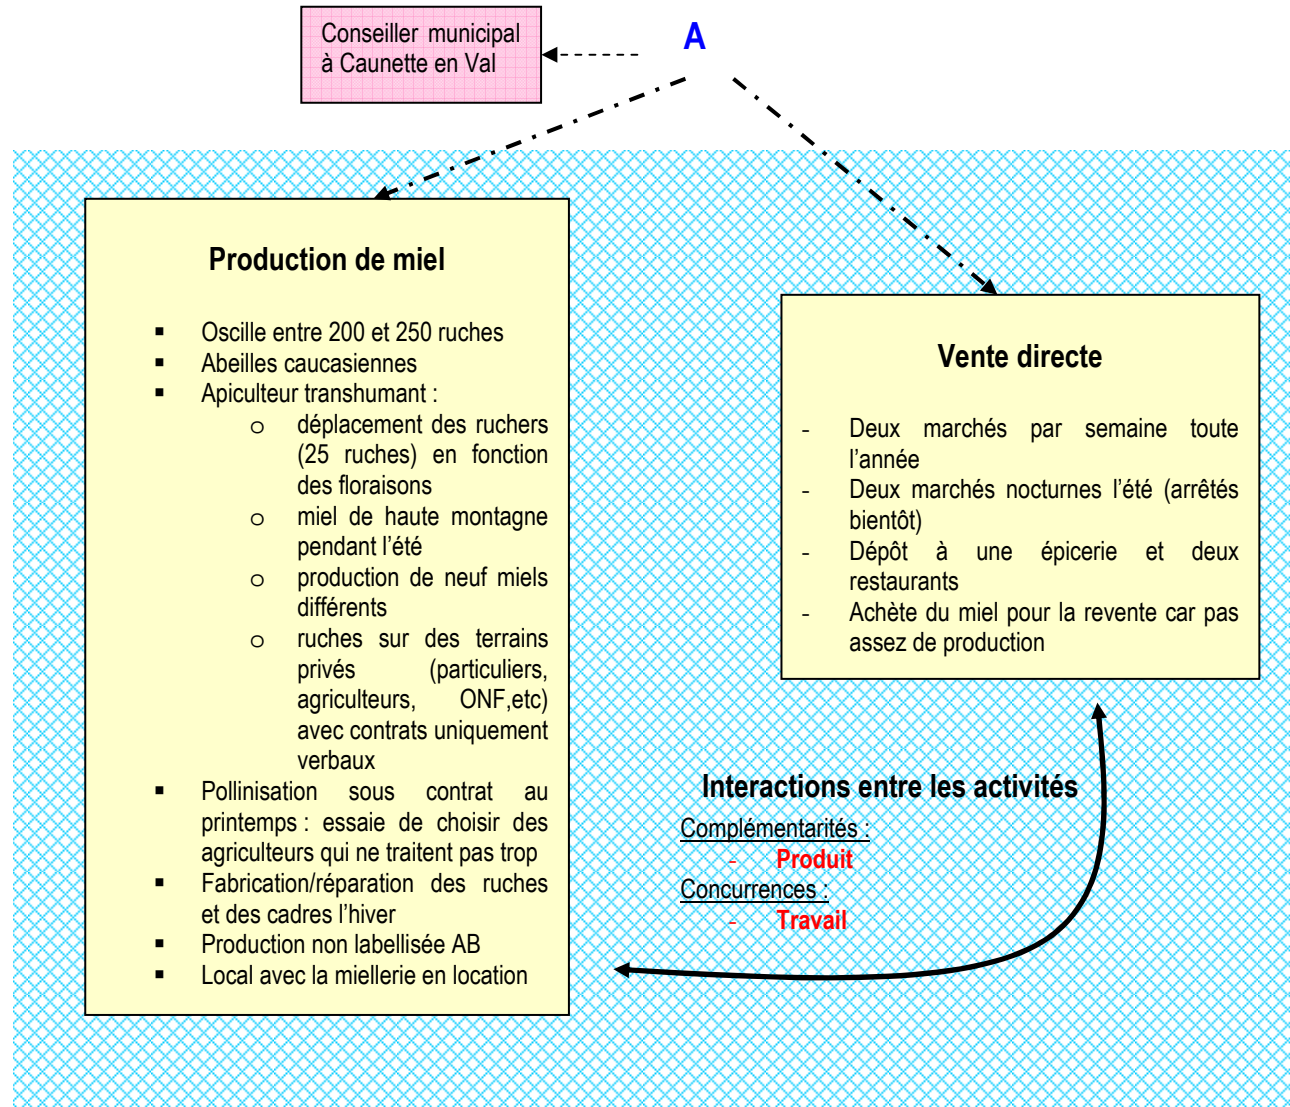 Conseiller municipal
à Caunette en Val
A
Production de miel
▪ Oscille entre 200 et 250 ruches
▪ Abeilles caucasiennes
▪ Apiculteur transhumant :
o déplacement des ruchers
(25 ruches) en fonction
des floraisons
o miel de haute montagne
pendant l’été
o production de neuf miels
différents
o ruches sur des terrains
privés (particuliers,
agriculteurs, ONF,etc)
avec contrats uniquement
verbaux
▪ Pollinisation sous contrat au
printemps : essaie de choisir des
agriculteurs qui ne traitent pas trop
▪ Fabrication/réparation des ruches
et des cadres l’hiver
▪ Production non labellisée AB
▪ Local avec la miellerie en location
Vente directe
- Deux marchés par semaine toute
l’année
- Deux marchés nocturnes l’été (arrêtés
bientôt)
- Dépôt à une épicerie et deux
restaurants
- Achète du miel pour la revente car pas
assez de production
Interactions entre les activités
Complémentarités :
- Produit
Concurrences :
- Travail